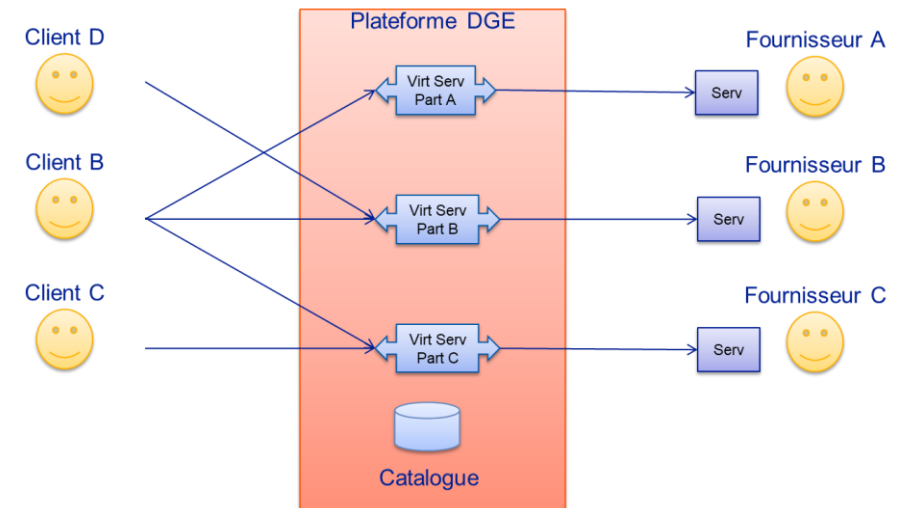 Plateforme DGE
Client D
Virt Serv
Part A
Serv
Fournisseur A
Client B
Virt Serv
Part B
Serv
Fournisseur B
Client C
Virt Serv
Part C
Serv
Fournisseur C
Catalogue